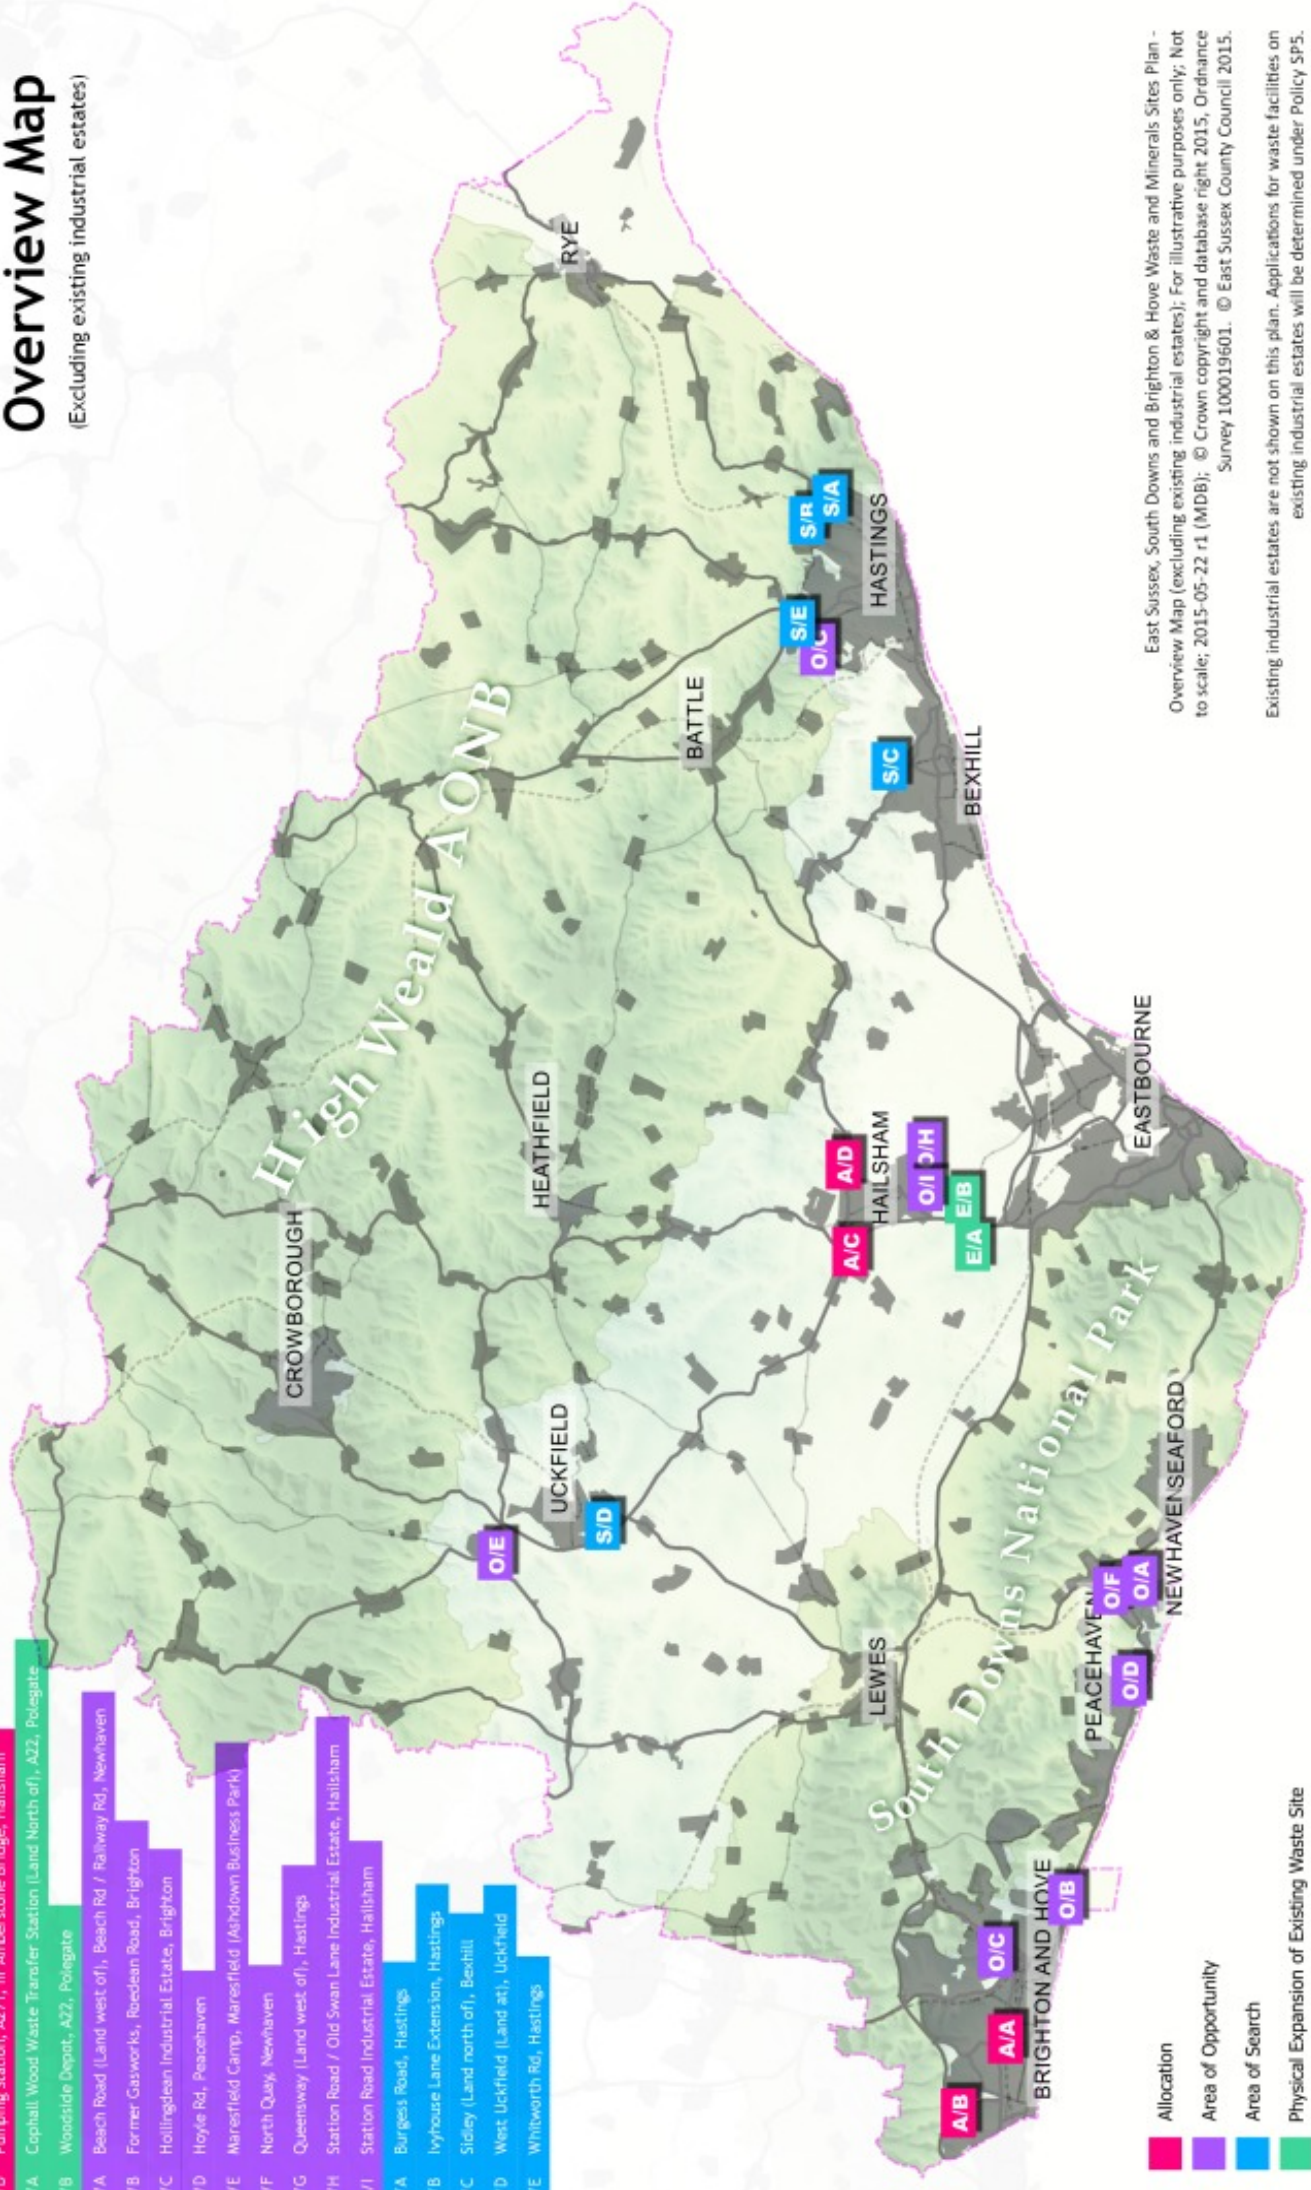 Overview Map
(Excluding existing industrial estates)
A Cophall Wood Waste Transfer Station (Land North of), A22, Polegate
/B Woodside Depot, A22, Polegate
/A Beach Road (Land west of), Beach Rd / Railway Rd, Newhaven
/B Former Gasworks, Roedean Road, Brighton
/C Hollingdean Industrial Estate, Brighton
/D Hoyle Rd, Peacehaven
/E Maresfield Camp, Maresfield (Ashdown Business Park)
/F North Quay, Newhaven
/G Queensway (Land west of), Hastings
/H Station Road / Old Swan Lane Industrial Estate, Hailsham
/I Station Road Industrial Estate, Hailsham
A Burgess Road, Hastings
B Ivyhouse Lane Extension, Hastings
C Sidley (Land north of), Bexhill
D West Uckfield (Land at), Uckfield
E Whitworth Rd, Hastings
High Weald AONB
South Downs National Park
CROWBOROUGH
HEATHFIELD
UCKFIELD
BATTLE
RYE
HASTINGS
BEXHILL
HAILSHAM
EASTBOURNE
LEWES
PEACEHAVEN
NEWHAVEN
SEAFORD
BRIGHTON AND HOVE
O/E
S/D
S/E
S/A
S/C
A/D
A/C
O/I
E/B
E/A
O/F
O/A
O/D
O/B
O/C
A/A
A/B
Allocation
Area of Opportunity
Area of Search
Physical Expansion of Existing Waste Site
East Sussex, South Downs and Brighton & Hove Waste and Minerals Sites Plan -
Overview Map (excluding existing industrial estates); For illustrative purposes only; Not
to scale; 2015-05-22 r1 (MDB); © Crown copyright and database right 2015, Ordnance
Survey 100019601. © East Sussex County Council 2015.
Existing industrial estates are not shown on this plan. Applications for waste facilities on
existing industrial estates will be determined under Policy SP5.